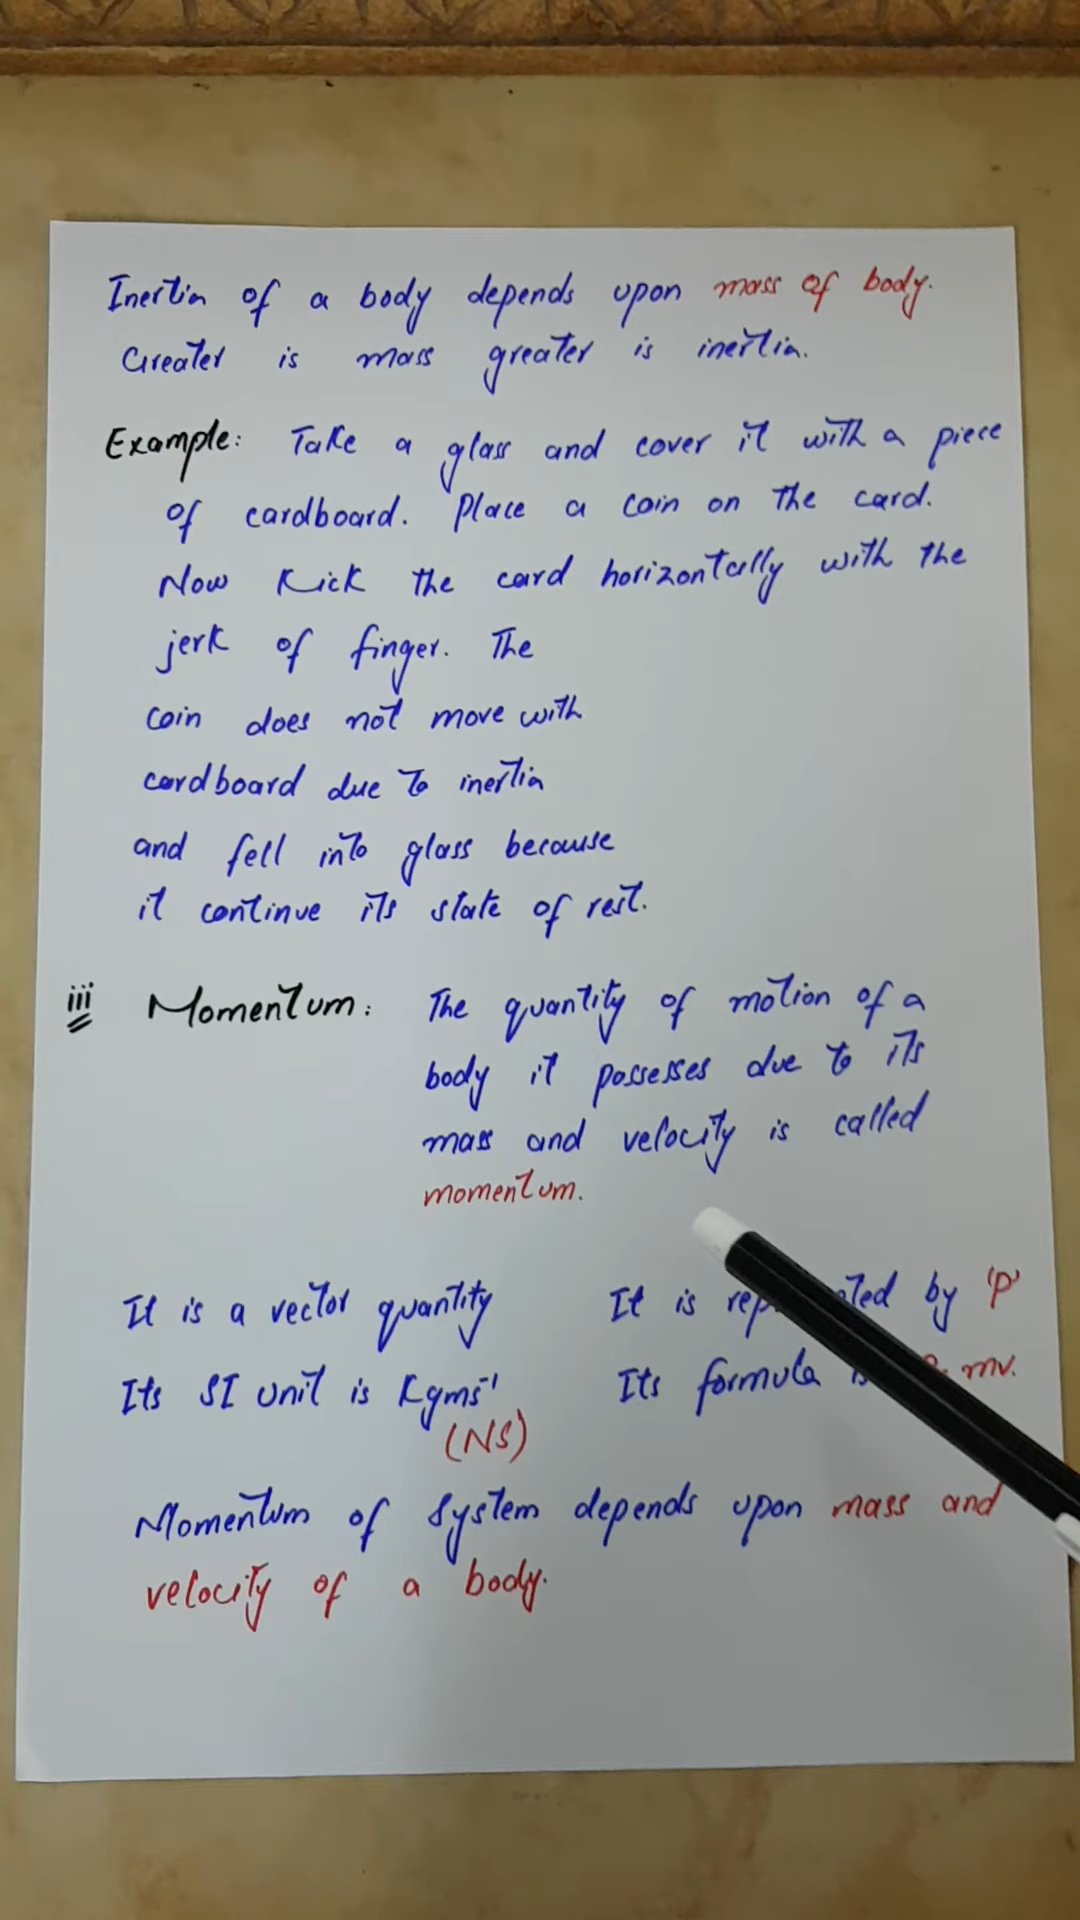 Inertia of a body depends upon mass of body.
Greater is mass greater is inertia.
Example: Take a glass and cover it with a piece
of cardboard. Place a coin on the card.
Now Kick the card horizontally with the
jerk of finger. The
coin does not move with
cardboard due to inertia
and fell into glass because
it continue its state of rest.
iii Momentum: The quantity of motion of a
body it possesses due to its
mass and velocity is called
momentum.
It is a vector quantity It is by 'P'
Its SI unit is Kgms⁻¹ Its formula mv.
(NS)
Momentum of system depends upon mass and
velocity of a body.